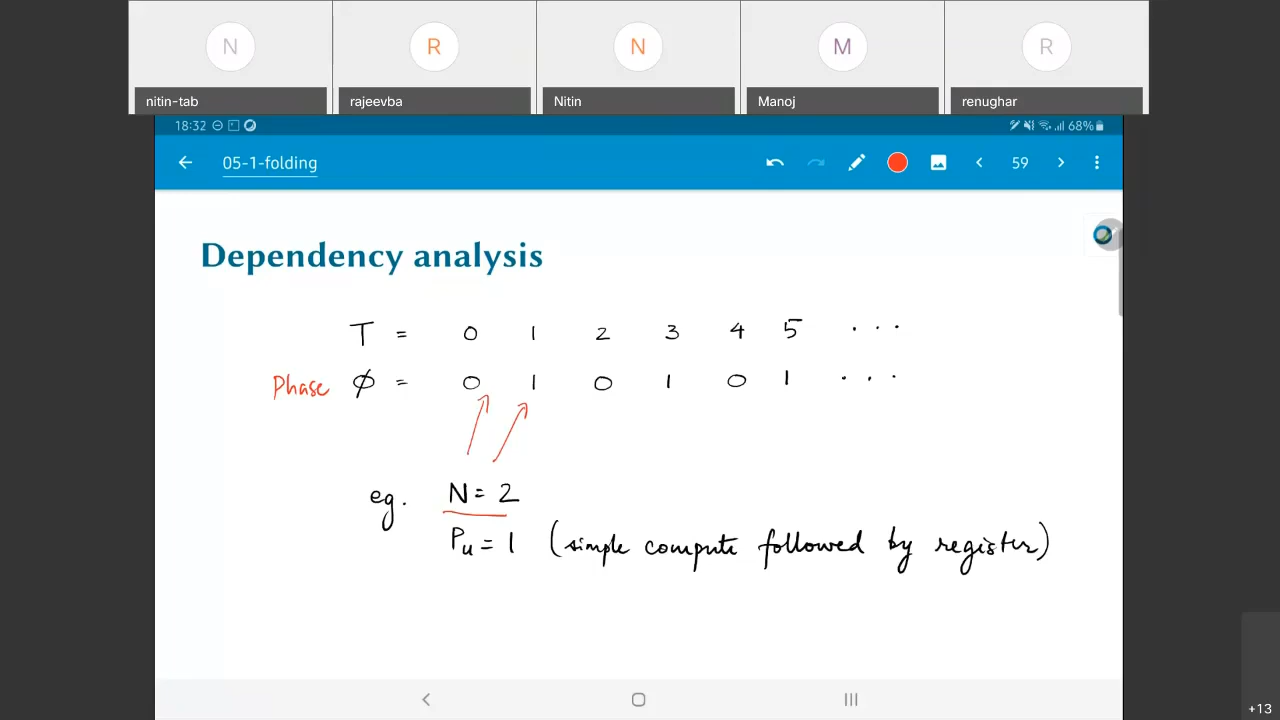 N R N M R
nitin-tab rajeevba Nitin Manoj renughar
18:32 68%
05-1-folding 59
Dependency analysis
T = 0 1 2 3 4 5 ...
Phase ϕ = 0 1 0 1 0 1 ...
eg. N = 2
Pu = 1 (simple compute followed by register)
+13